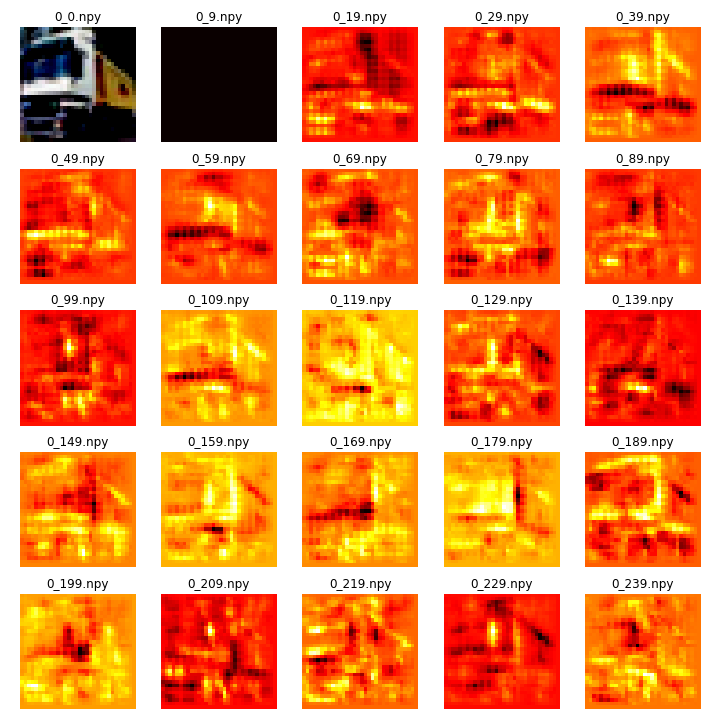 0_0.npy 0_9.npy 0_19.npy 0_29.npy 0_39.npy
0_49.npy 0_59.npy 0_69.npy 0_79.npy 0_89.npy
0_99.npy 0_109.npy 0_119.npy 0_129.npy 0_139.npy
0_149.npy 0_159.npy 0_169.npy 0_179.npy 0_189.npy
0_199.npy 0_209.npy 0_219.npy 0_229.npy 0_239.npy